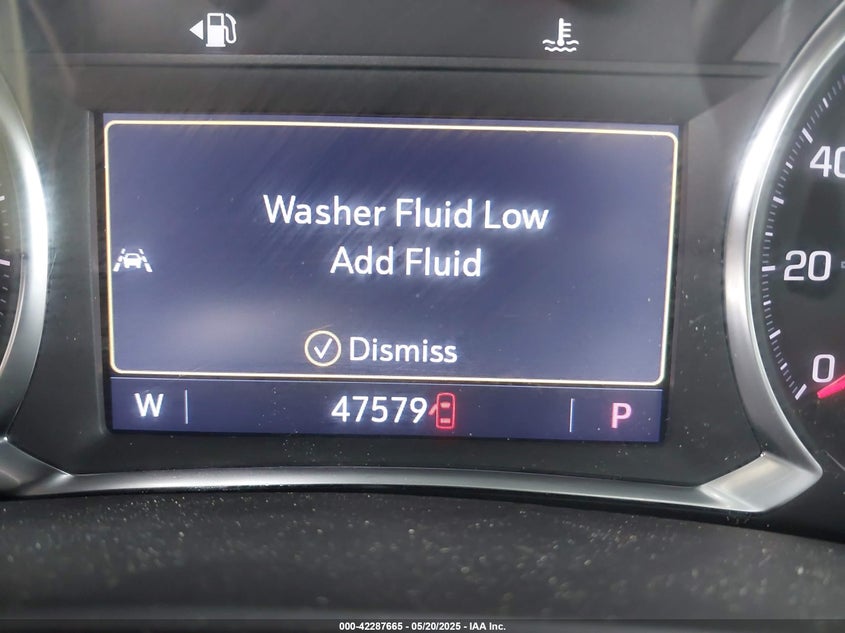 Washer Fluid Low
Add Fluid
Dismiss
40
20
0
W 47579 P
000-42287665 - 05/20/2025 - IAA Inc.